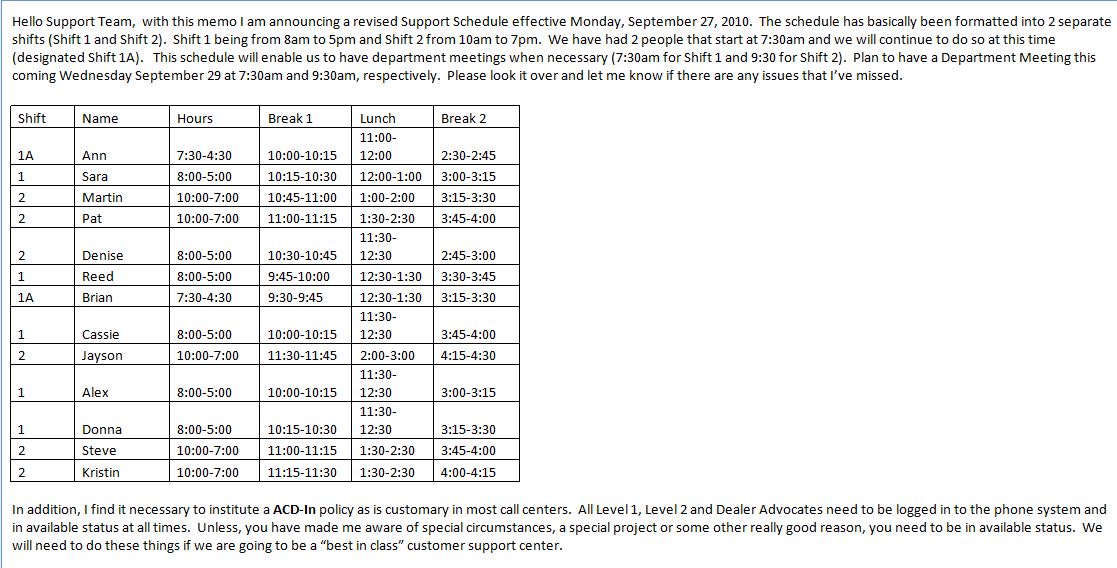 Hello Support Team,  with this memo I am announcing a revised Support Schedule effective Monday, September 27, 2010.  The schedule has basically been formatted into 2 separate
shifts (Shift 1 and Shift 2).  Shift 1 being from 8am to 5pm and Shift 2 from 10am to 7pm.  We have had 2 people that start at 7:30am and we will continue to do so at this time
(designated Shift 1A).   This schedule will enable us to have department meetings when necessary (7:30am for Shift 1 and 9:30 for Shift 2).  Plan to have a Department Meeting this
coming Wednesday September 29 at 7:30am and 9:30am, respectively.  Please look it over and let me know if there are any issues that I've missed.
Shift Name Hours Break 1 Lunch Break 2
11:00-
1A Ann 7:30-4:30 10:00-10:15 12:00 2:30-2:45
1 Sara 8:00-5:00 10:15-10:30 12:00-1:00 3:00-3:15
2 Martin 10:00-7:00 10:45-11:00 1:00-2:00 3:15-3:30
2 Pat 10:00-7:00 11:00-11:15 1:30-2:30 3:45-4:00
11:30-
2 Denise 8:00-5:00 10:30-10:45 12:30 2:45-3:00
1 Reed 8:00-5:00 9:45-10:00 12:30-1:30 3:30-3:45
1A Brian 7:30-4:30 9:30-9:45 12:30-1:30 3:15-3:30
11:30-
1 Cassie 8:00-5:00 10:00-10:15 12:30 3:45-4:00
2 Jayson 10:00-7:00 11:30-11:45 2:00-3:00 4:15-4:30
11:30-
1 Alex 8:00-5:00 10:00-10:15 12:30 3:00-3:15
11:30-
1 Donna 8:00-5:00 10:15-10:30 12:30 3:15-3:30
2 Steve 10:00-7:00 11:00-11:15 1:30-2:30 3:45-4:00
2 Kristin 10:00-7:00 11:15-11:30 1:30-2:30 4:00-4:15
In addition, I find it necessary to institute a ACD-In policy as is customary in most call centers.  All Level 1, Level 2 and Dealer Advocates need to be logged in to the phone system and
in available status at all times.  Unless, you have made me aware of special circumstances, a special project or some other really good reason, you need to be in available status.  We
will need to do these things if we are going to be a "best in class" customer support center.